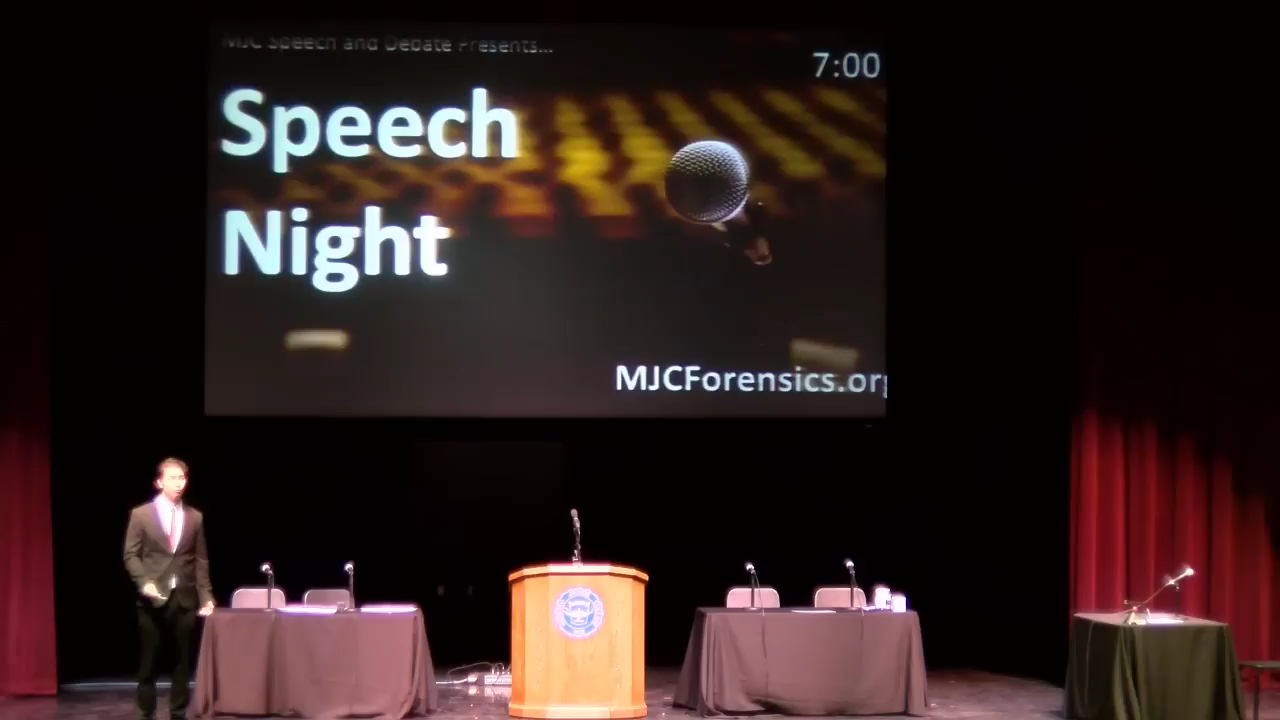 MJC Speech and Debate Presents...
7:00
Speech
Night
MJCForensics.org